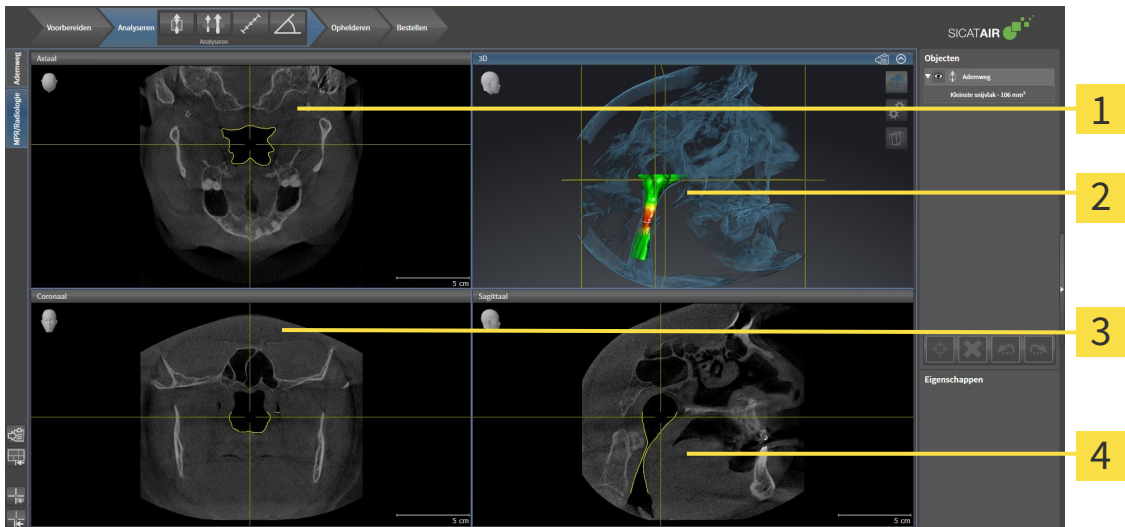 Voorbereiden
Analyseren
Analyseren
Ophelderen
Bestellen
SICATAIR
Ademweg
MPR/Radiologie
Axiaal
5 cm
3D
Coronaal
5 cm
Sagittaal
5 cm
Objecten
Ademweg
Kleinste snijvlak - 106 mm²
Eigenschappen
1
2
3
4